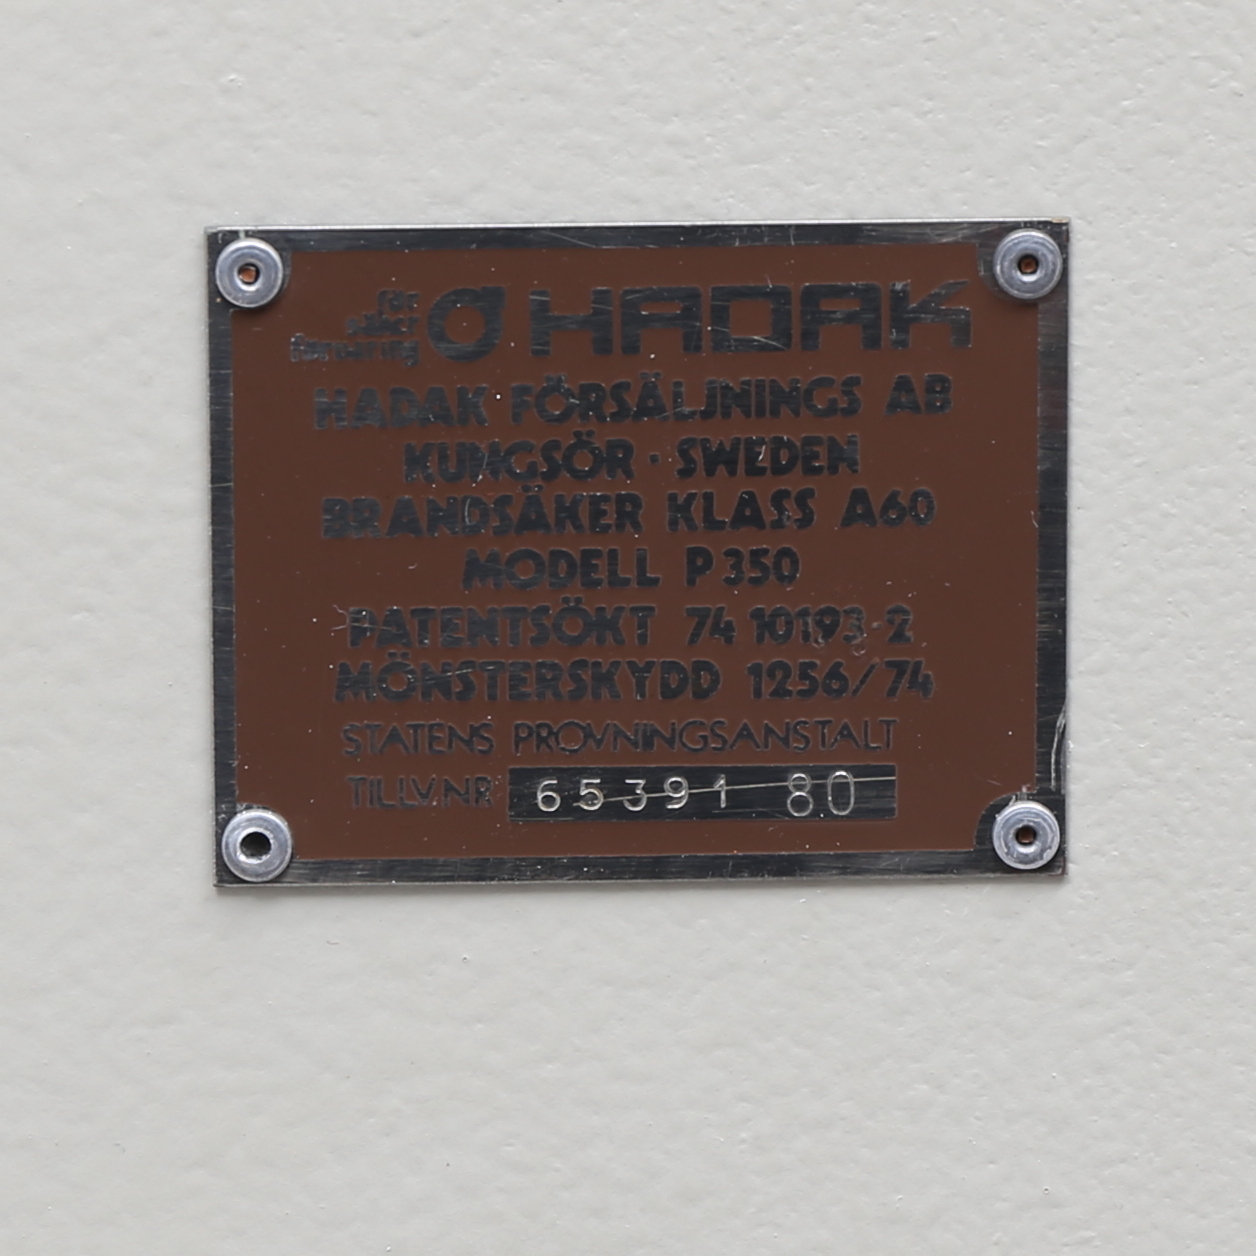 för
säker
förvaring
HADAK
HADAK FÖRSÄLJNINGS AB
KUNGSÖR · SWEDEN
BRANDSÄKER KLASS A60
MODELL P 350
PATENTSÖKT 74 10193-2
MÖNSTERSKYDD 1256/74
STATENS PROVNINGSANSTALT
TILLV.NR 65391 80